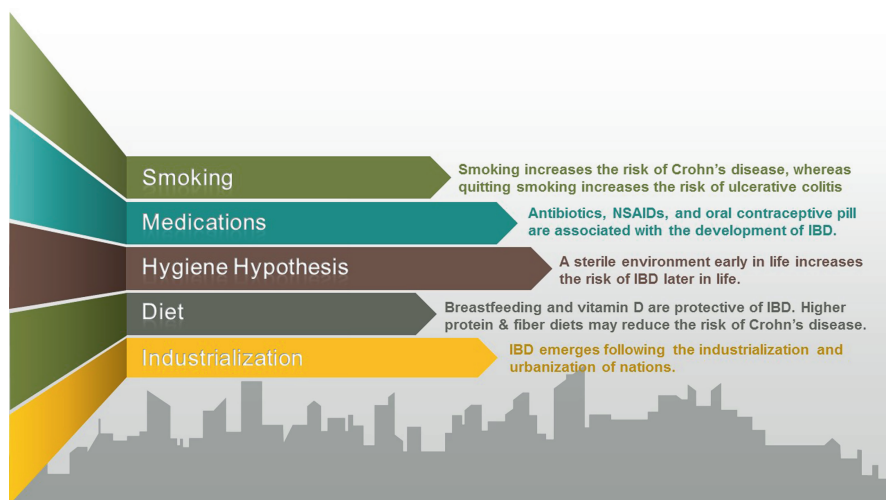 Smoking
Smoking increases the risk of Crohn's disease, whereas
quitting smoking increases the risk of ulcerative colitis
Medications
Antibiotics, NSAIDs, and oral contraceptive pill
are associated with the development of IBD.
Hygiene Hypothesis
A sterile environment early in life increases
the risk of IBD later in life.
Diet
Breastfeeding and vitamin D are protective of IBD. Higher
protein & fiber diets may reduce the risk of Crohn's disease.
Industrialization
IBD emerges following the industrialization and
urbanization of nations.